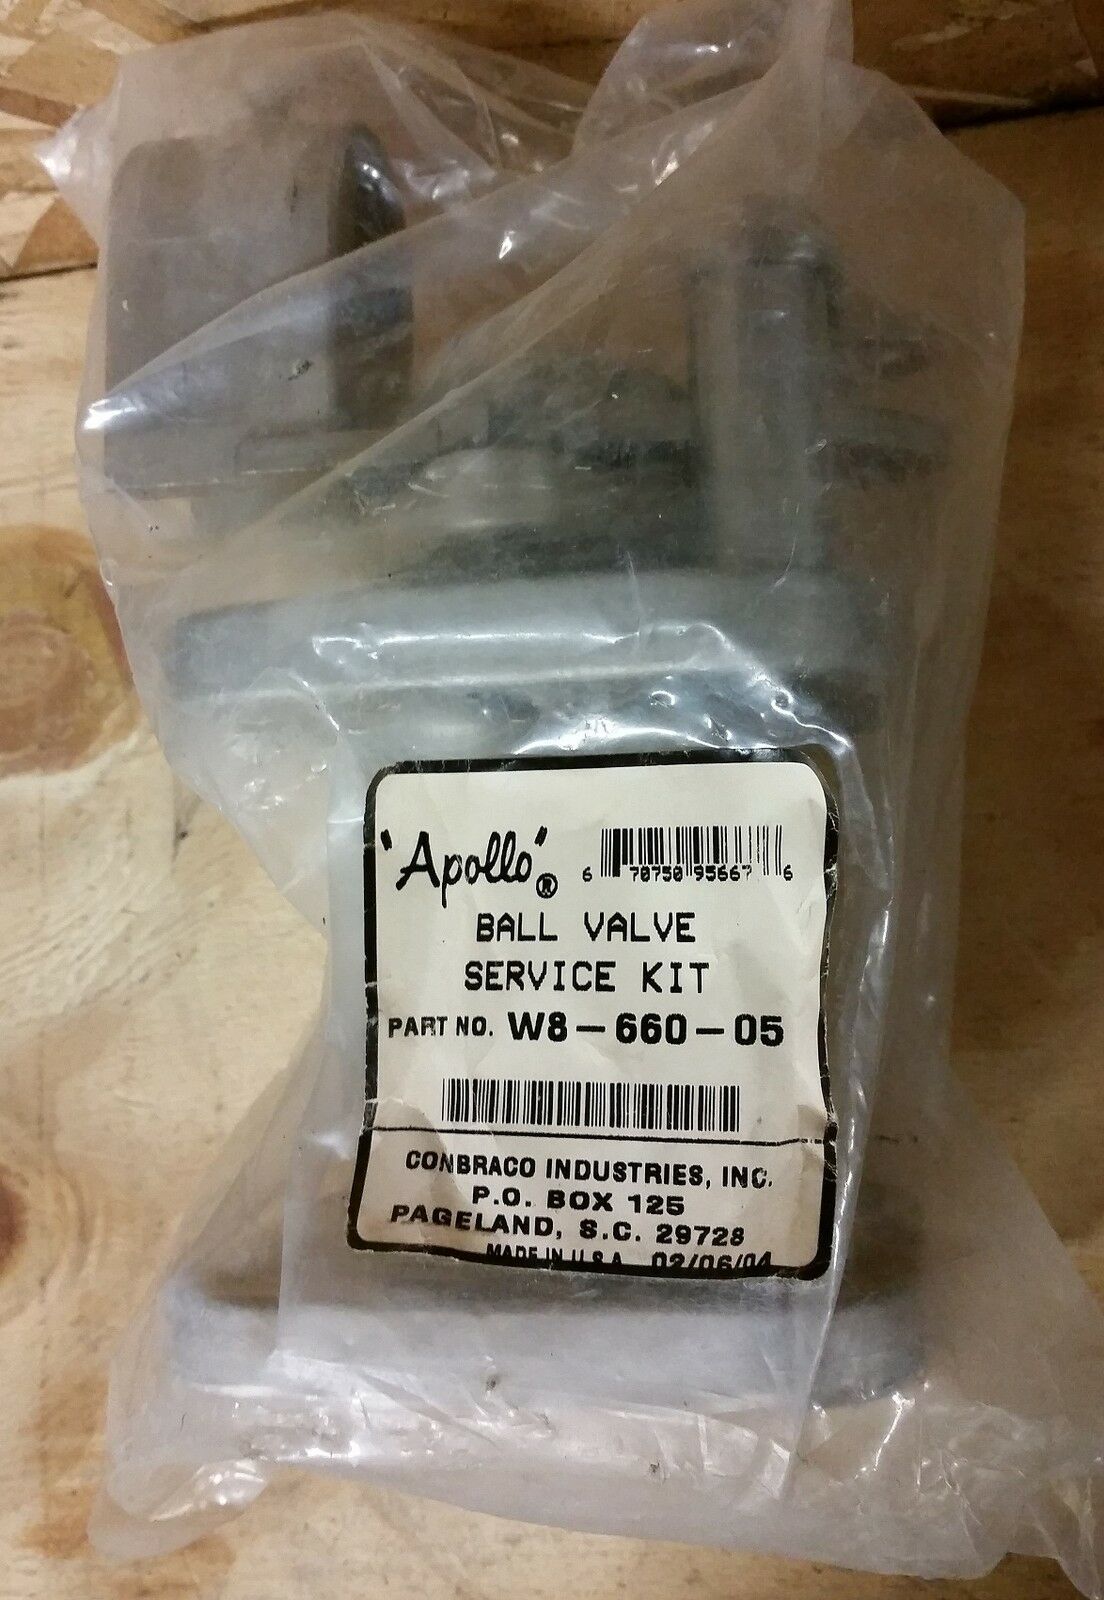 "Apollo"®
6 70750 95667 6
BALL VALVE
SERVICE KIT
PART NO. W8-660-05
CONBRACO INDUSTRIES, INC.
P.O. BOX 125
PAGELAND, S.C. 29728
MADE IN U.S.A. 02/06/04